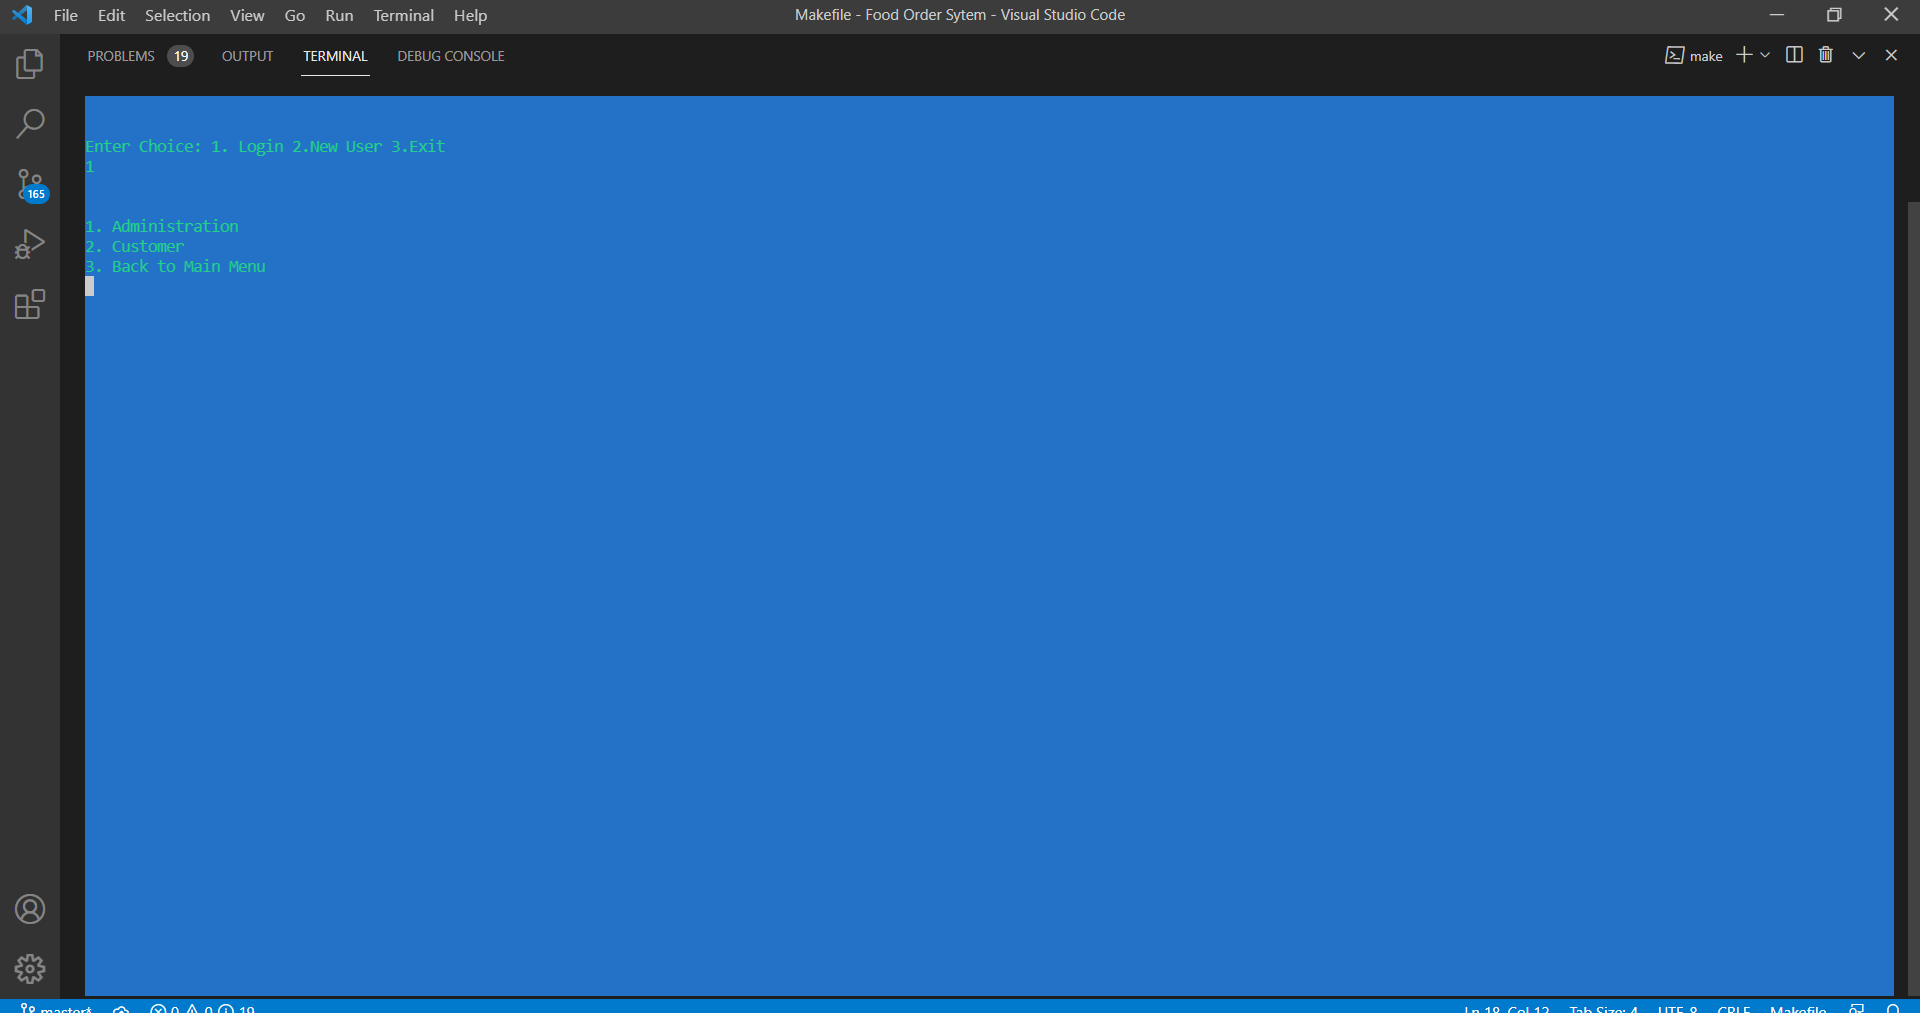 File Edit Selection View Go Run Terminal Help
Makefile - Food Order Sytem - Visual Studio Code
PROBLEMS 19 OUTPUT TERMINAL DEBUG CONSOLE
make
165
Enter Choice: 1. Login 2.New User 3.Exit
1
1. Administration
2. Customer
3. Back to Main Menu
master* 0 0 19
Ln 18, Col 12 Tab Size: 4 UTF-8 CRLF Makefile